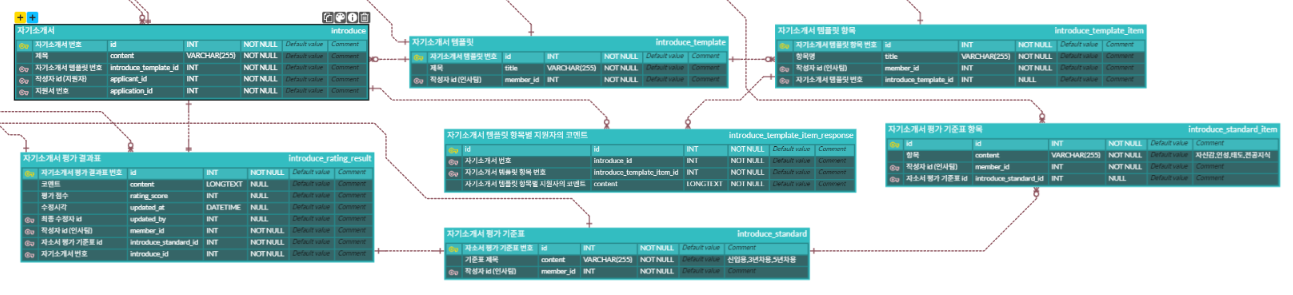 자기소개서 introduce
자기소개서 번호 id INT NOT NULL Default value Comment
제목 content VARCHAR(255) NOT NULL Default value Comment
자기소개서 템플릿 번호 introduce_template_id INT NOT NULL Default value Comment
작성자 id (지원자) applicant_id INT NOT NULL Default value Comment
지원서 번호 application_id INT NOT NULL Default value Comment
자기소개서 템플릿 introduce_template
자기소개서 템플릿 번호 id INT NOT NULL Default value Comment
제목 title VARCHAR(255) NOT NULL Default value Comment
작성자 id (인사팀) member_id INT NOT NULL Default value Comment
자기소개서 템플릿 항목 introduce_template_item
자기소개서 템플릿 항목 번호 id INT NOT NULL Default value Comment
항목명 title VARCHAR(255) NOT NULL Default value Comment
작성자 id (인사팀) member_id INT NOT NULL Default value Comment
자기소개서 템플릿 번호 introduce_template_id INT NULL Default value Comment
자기소개서 템플릿 항목별 지원자의 코멘트 introduce_template_item_response
id id INT NOT NULL Default value Comment
자기소개서 번호 introduce_id INT NOT NULL Default value Comment
자기소개서 템플릿 항목 번호 introduce_template_item_id INT NOT NULL Default value Comment
자기소개서 템플릿 항목별 지원자의 코멘트 content LONGTEXT NOT NULL Default value Comment
자기소개서 평가 기준표 항목 introduce_standard_item
id id INT NOT NULL Default value Comment
항목 content VARCHAR(255) NOT NULL Default value 자신감,인성,태도,전공지식
작성자 id (인사팀) member_id INT NOT NULL Default value Comment
자소서 평가 기준표 id introduce_standard_id INT NULL Default value Comment
자기소개서 평가 결과표 introduce_rating_result
자기소개서 평가 결과표 번호 id INT NOT NULL Default value Comment
코멘트 content LONGTEXT NULL Default value Comment
평가 점수 rating_score INT NULL Default value Comment
수정시각 updated_at DATETIME NULL Default value Comment
최종 수정자 id updated_by INT NULL Default value Comment
작성자 id (인사팀) member_id INT NOT NULL Default value Comment
자소서 평가 기준표 id introduce_standard_id INT NOT NULL Default value Comment
자기소개서 번호 introduce_id INT NOT NULL Default value Comment
자기소개서 평가 기준표 introduce_standard
자소서 평가 기준표 번호 id INT NOT NULL Default value Comment
기준표 제목 content VARCHAR(255) NOT NULL Default value 신입용,3년차용,5년차용
작성자 id (인사팀) member_id INT NOT NULL Default value Comment